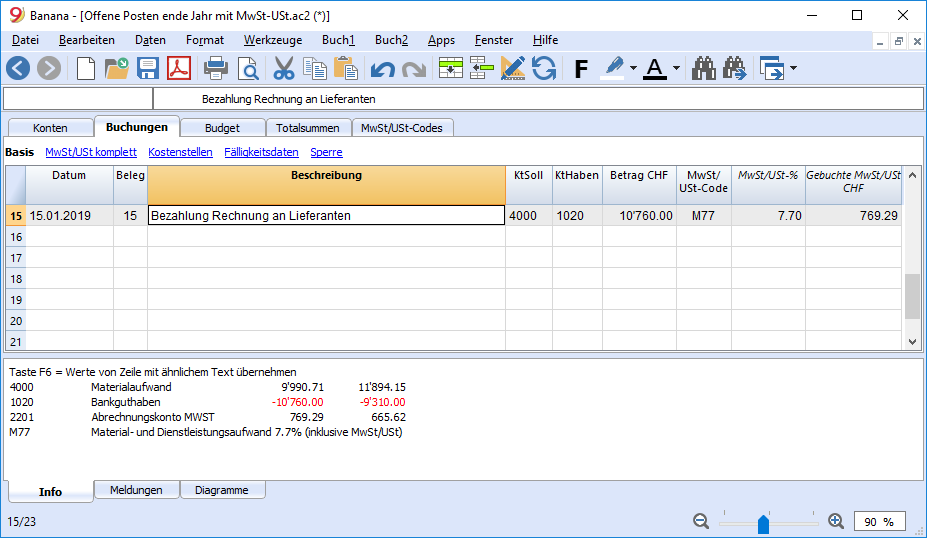 Banana - [Offene Posten ende Jahr mit MwSt-USt.ac2 (*)]
Datei Bearbeiten Daten Format Werkzeuge Buch1 Buch2 Apps Fenster Hilfe
F A
Bezahlung Rechnung an Lieferanten
Konten Buchungen Budget Totalsummen MwSt/USt-Codes
Basis MwSt/USt komplett Kostenstellen Fälligkeitsdaten Sperre
Datum Beleg Beschreibung KtSoll KtHaben Betrag CHF MwSt/ MwSt/USt-% Gebuchte MwSt/USt
USt-Code CHF
15 15.01.2019 15 Bezahlung Rechnung an Lieferanten 4000 1020 10'760.00 M77 7.70 769.29
16
17
18
19
20
21
Taste F6 = Werte von Zeile mit ähnlichem Text übernehmen
4000 Materialaufwand 9'990.71 11'894.15
1020 Bankguthaben -10'760.00 -9'310.00
2201 Abrechnungskonto MWST 769.29 665.62
M77 Material- und Dienstleistungsaufwand 7.7% (inklusive MwSt/USt)
Info Meldungen Diagramme
15/23 90 %